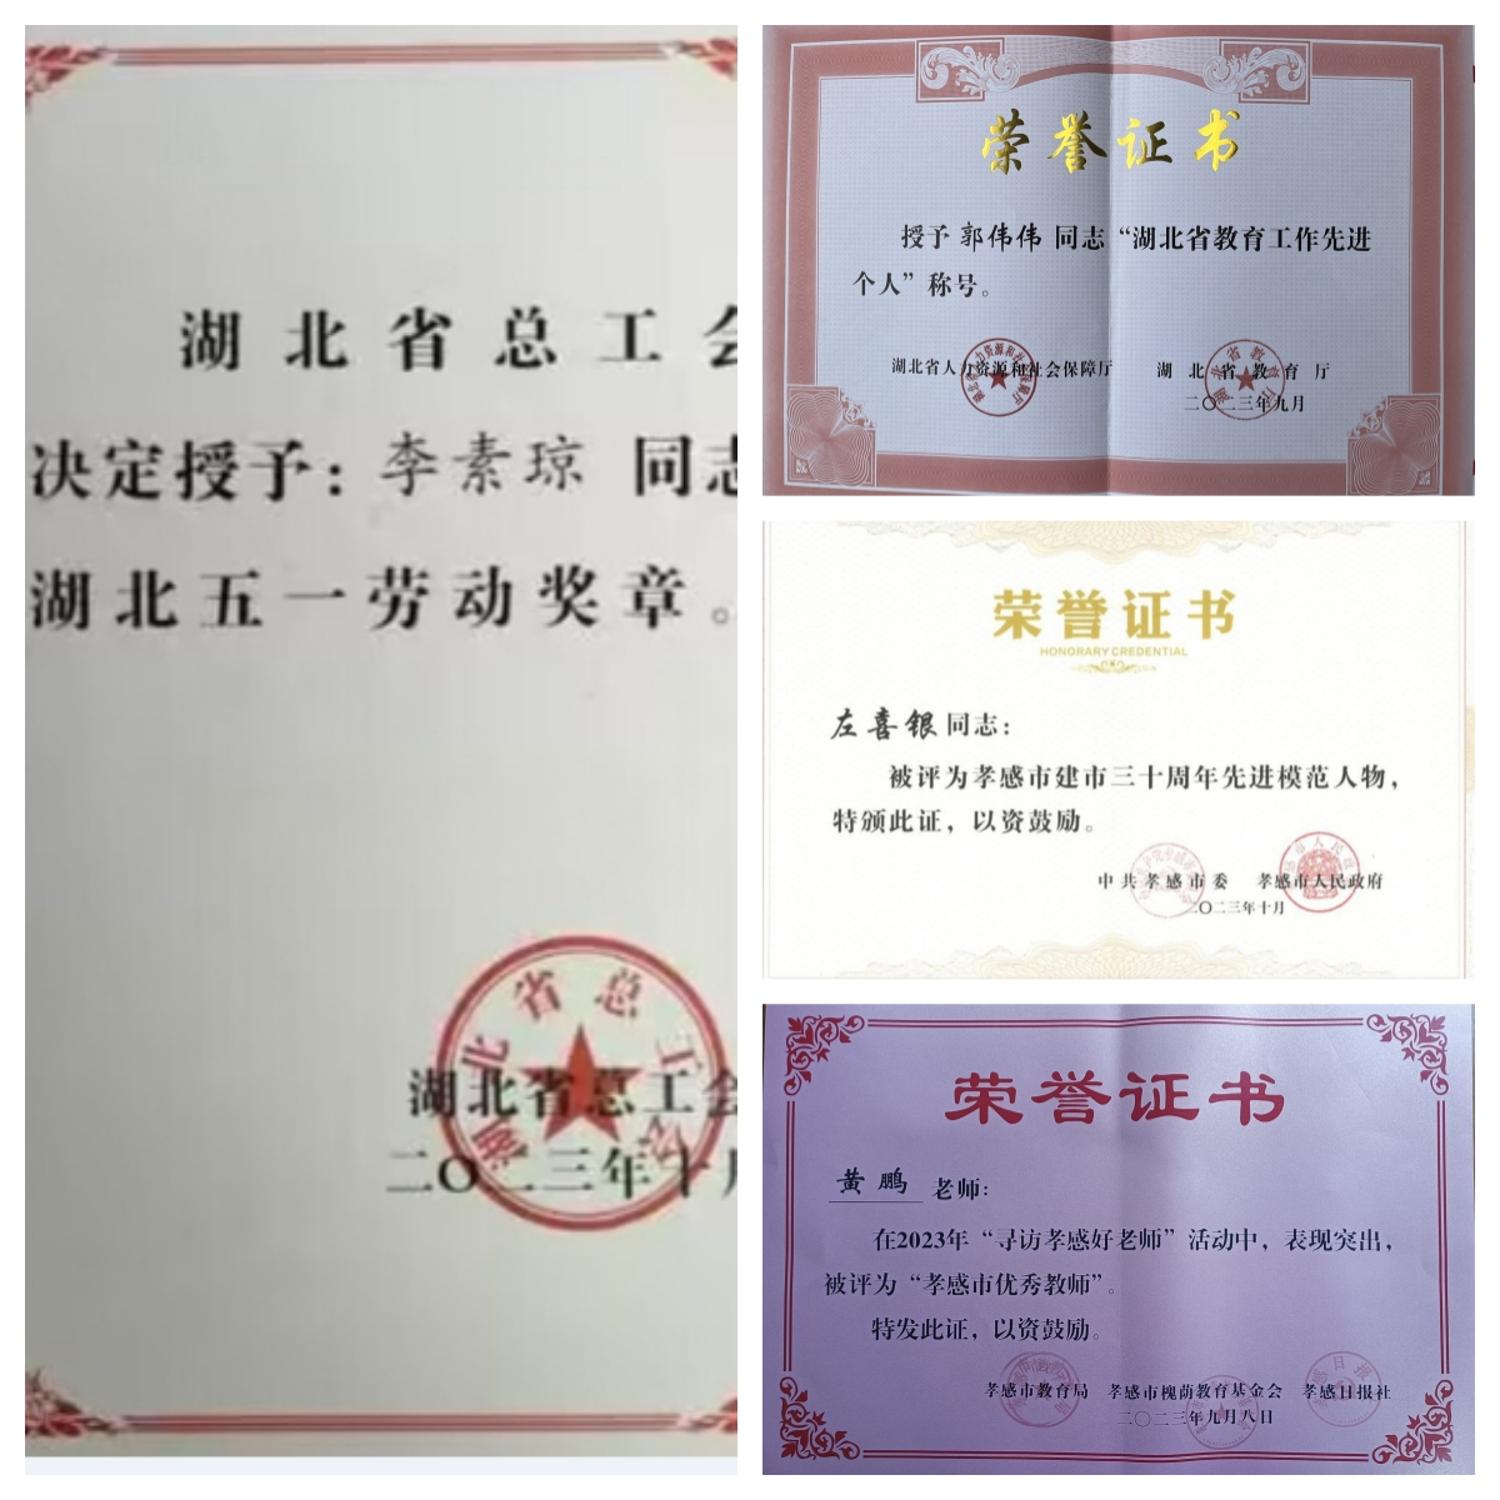 湖北省总工会
决定授予：李素琼 同志
湖北五一劳动奖章。
湖北省总工会
二〇二三年十月
荣誉证书
授予 郭伟伟 同志“湖北省教育工作先进
个人”称号。
湖北省人力资源和社会保障厅 湖北省教育厅
二〇二三年九月
荣誉证书
HONORARY CREDENTIAL
左喜银同志：
被评为孝感市建市三十周年先进模范人物，
特颁此证，以资鼓励。
中共孝感市委 孝感市人民政府
二〇二三年十月
荣誉证书
黄鹏 老师：
在2023年“寻访孝感好老师”活动中，表现突出，
被评为“孝感市优秀教师”。
特发此证，以资鼓励。
孝感市教育局 孝感市槐荫教育基金会 孝感日报社
二〇二三年九月八日